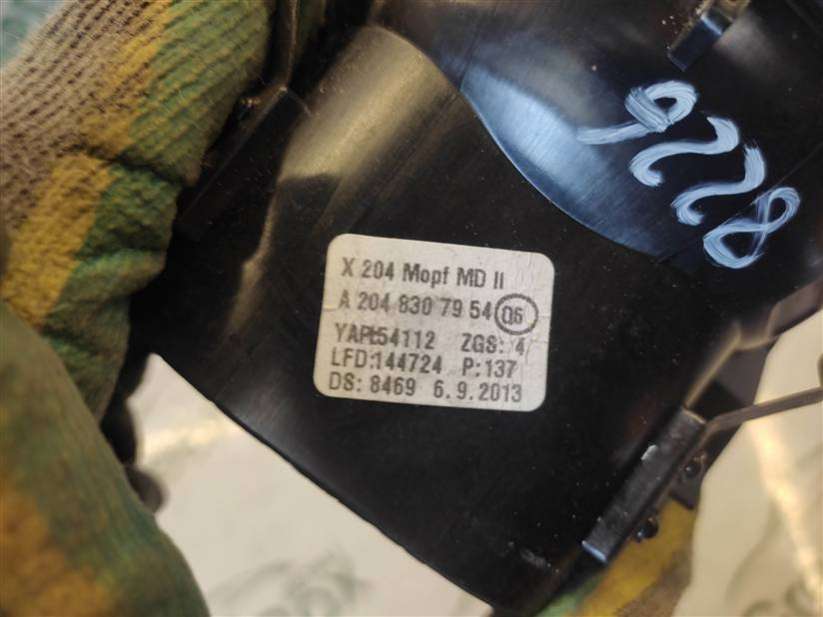 9228
X 204 Mopf MD II
A 204 830 79 54 06
YAPL54112 ZGS: 4
LFD:144724 P:137
DS: 8469 6.9.2013